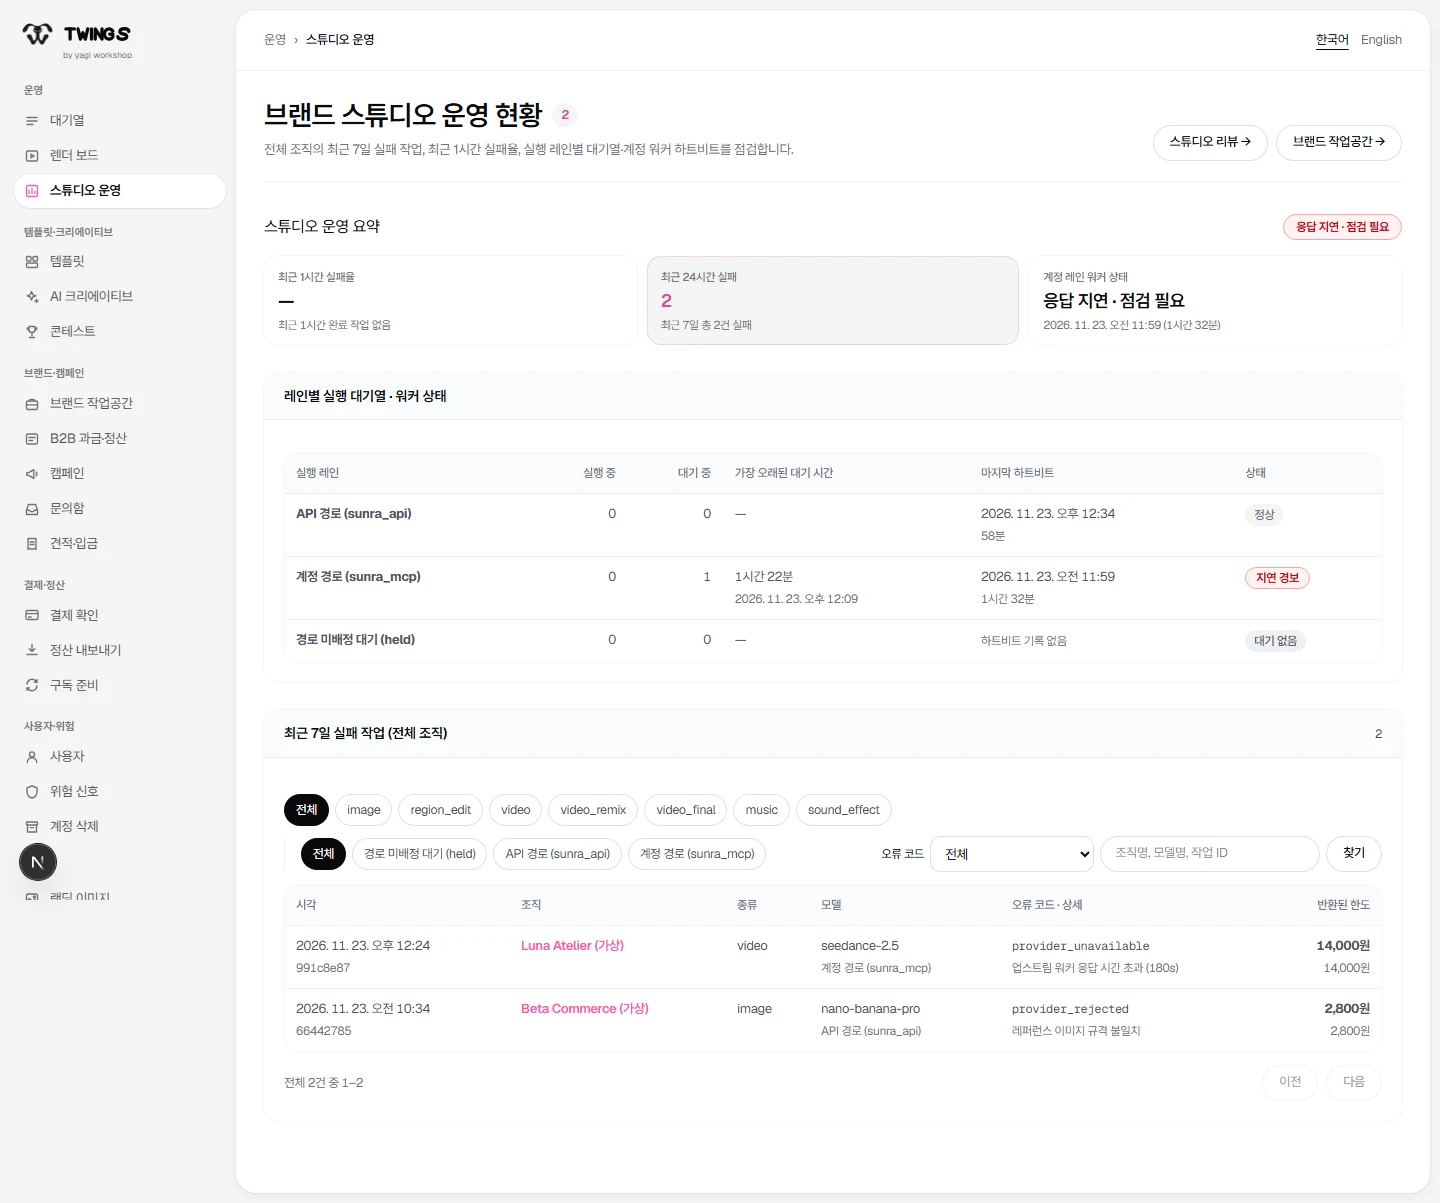 TWINGS
by yagi workshop
운영
대기열
렌더 보드
스튜디오 운영
템플릿·크리에이티브
템플릿
AI 크리에이티브
콘테스트
브랜드·캠페인
브랜드 작업공간
B2B 과금·정산
캠페인
문의함
견적·입금
결제·정산
결제 확인
정산 내보내기
구독 준비
사용자·위험
사용자
위험 신호
계정 삭제
N
랜딩 이미지
운영 › 스튜디오 운영
한국어 English
브랜드 스튜디오 운영 현황 2
전체 조직의 최근 7일 실패 작업, 최근 1시간 실패율, 실행 레인별 대기열·계정 워커 하트비트를 점검합니다.
스튜디오 리뷰 → 브랜드 작업공간 →
스튜디오 운영 요약 응답 지연 · 점검 필요
최근 1시간 실패율
—
최근 1시간 완료 작업 없음
최근 24시간 실패
2
최근 7일 총 2건 실패
계정 레인 워커 상태
응답 지연 · 점검 필요
2026. 11. 23. 오전 11:59 (1시간 32분)
레인별 실행 대기열 · 워커 상태
실행 레인 실행 중 대기 중 가장 오래된 대기 시간 마지막 하트비트 상태
API 경로 (sunra_api) 0 0 — 2026. 11. 23. 오후 12:34 정상
58분
계정 경로 (sunra_mcp) 0 1 1시간 22분 2026. 11. 23. 오전 11:59 지연 경보
2026. 11. 23. 오후 12:09 1시간 32분
경로 미배정 대기 (held) 0 0 — 하트비트 기록 없음 대기 없음
최근 7일 실패 작업 (전체 조직) 2
전체 image region_edit video video_remix video_final music sound_effect
전체 경로 미배정 대기 (held) API 경로 (sunra_api) 계정 경로 (sunra_mcp) 오류 코드 전체 조직명, 모델명, 작업 ID 찾기
시각 조직 종류 모델 오류 코드 · 상세 반환된 한도
2026. 11. 23. 오후 12:24 Luna Atelier (가상) video seedance-2.5 provider_unavailable 14,000원
991c8e87 계정 경로 (sunra_mcp) 업스트림 워커 응답 시간 초과 (180s) 14,000원
2026. 11. 23. 오전 10:34 Beta Commerce (가상) image nano-banana-pro provider_rejected 2,800원
66442785 API 경로 (sunra_api) 레퍼런스 이미지 규격 불일치 2,800원
전체 2건 중 1–2 이전 다음